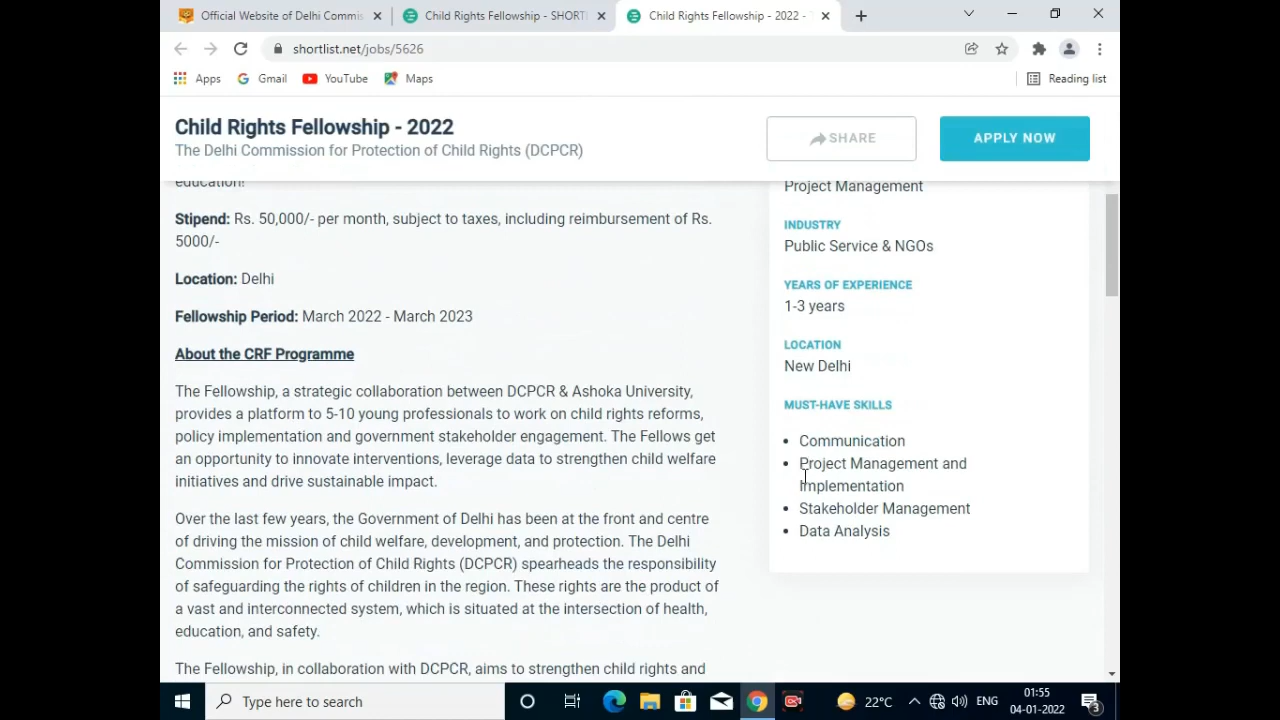 Official Website of Delhi Commis
Child Rights Fellowship - SHORT
Child Rights Fellowship - 2022 -
shortlist.net/jobs/5626
Apps
Gmail
YouTube
Maps
Reading list
Child Rights Fellowship - 2022
The Delhi Commission for Protection of Child Rights (DCPCR)
SHARE
APPLY NOW
education!
Stipend: Rs. 50,000/- per month, subject to taxes, including reimbursement of Rs.
5000/-
Location: Delhi
Fellowship Period: March 2022 - March 2023
About the CRF Programme
The Fellowship, a strategic collaboration between DCPCR & Ashoka University,
provides a platform to 5-10 young professionals to work on child rights reforms,
policy implementation and government stakeholder engagement. The Fellows get
an opportunity to innovate interventions, leverage data to strengthen child welfare
initiatives and drive sustainable impact.
Over the last few years, the Government of Delhi has been at the front and centre
of driving the mission of child welfare, development, and protection. The Delhi
Commission for Protection of Child Rights (DCPCR) spearheads the responsibility
of safeguarding the rights of children in the region. These rights are the product of
a vast and interconnected system, which is situated at the intersection of health,
education, and safety.
The Fellowship, in collaboration with DCPCR, aims to strengthen child rights and
Project Management
INDUSTRY
Public Service & NGOs
YEARS OF EXPERIENCE
1-3 years
LOCATION
New Delhi
MUST-HAVE SKILLS
• Communication
• Project Management and
Implementation
• Stakeholder Management
• Data Analysis
Type here to search
22°C
ENG
01:55
04-01-2022
3